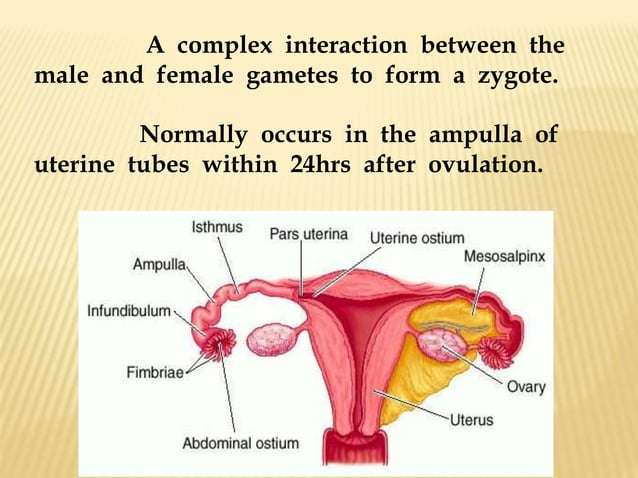 A complex interaction between the
male and female gametes to form a zygote.
Normally occurs in the ampulla of
uterine tubes within 24hrs after ovulation.
Isthmus
Pars uterina
Uterine ostium
Mesosalpinx
Ampulla
Infundibulum
Fimbriae
Ovary
Uterus
Abdominal ostium